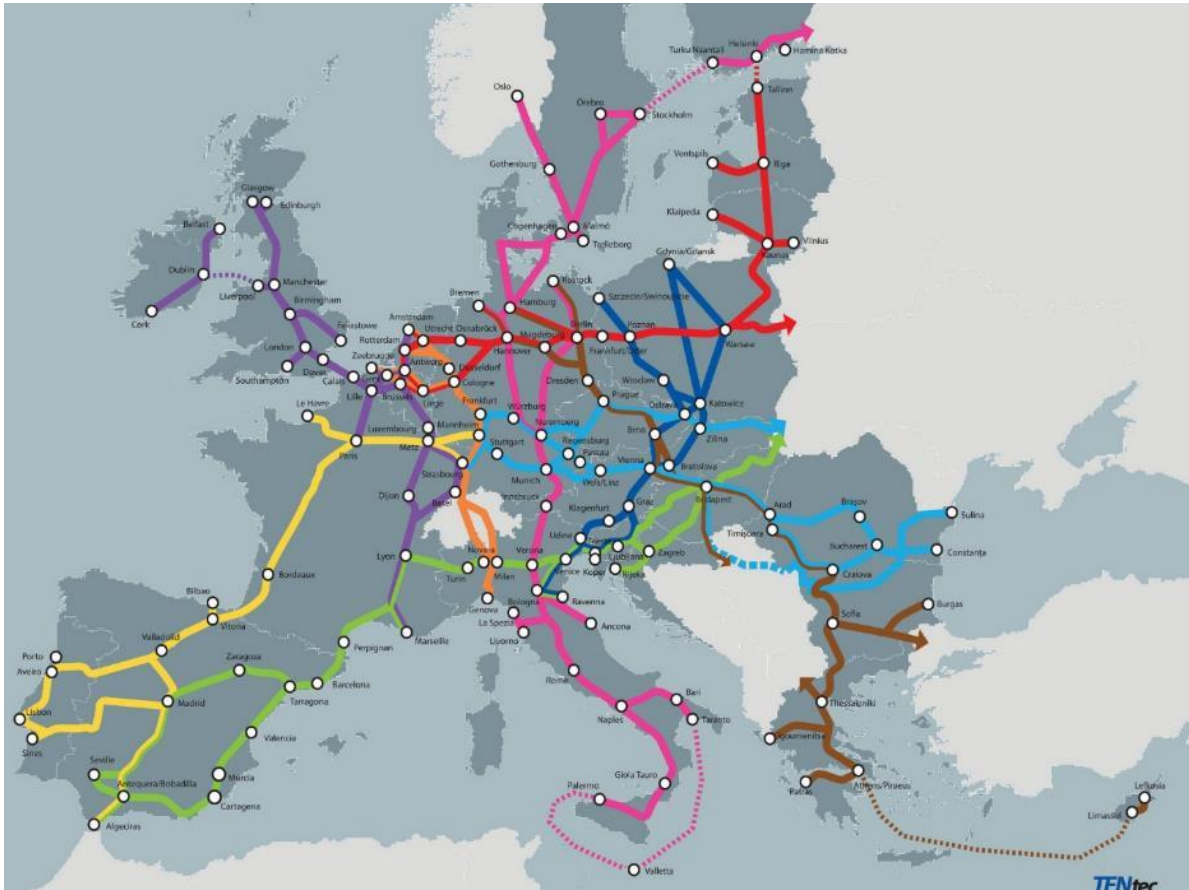 Helsinki
Turku Naantali
Hamina Kotka
Tallinn
Oslo
Örebro
Stockholm
Ventspils
Riga
Gothenburg
Glasgow
Edinburgh
Klaipeda
Belfast
Copenhagen
Malmö
Trelleborg
Vilnius
Kaunas
Gdynia/Gdansk
Dublin
Manchester
Rostock
Liverpool
Bremen
Szczecin/Swinoujscie
Hamburg
Cork
Birmingham
Felixstowe
Amsterdam
Utrecht
Osnabrück
Magdeburg
Berlin
Poznan
Rotterdam
Hannover
Frankfurt/Oder
Warsaw
London
Zeebrugge
Antwerp
Dusseldorf
Southampton
Dover
Calais
Cologne
Dresden
Wroclaw
Lille
Brussels
Liège
Le Havre
Frankfurt
Würzburg
Prague
Ostrava
Katowice
Luxembourg
Mannheim
Nuremberg
Brno
Zilina
Paris
Metz
Stuttgart
Regensburg
Passau
Strasbourg
Vienna
Bratislava
Munich
Wels/Linz
Dijon
Basel
Innsbruck
Budapest
Graz
Klagenfurt
Arad
Braşov
Sulina
Timişoara
Udine
Bucharest
Constanţa
Lyon
Novara
Verona
Trieste
Ljubljana
Zagreb
Turin
Milan
Venice
Koper
Rijeka
Craiova
Bordeaux
Bilbao
Genova
Bologna
Ravenna
Sofia
Burgas
Vitoria
La Spezia
Ancona
Livorno
Marseille
Valladolid
Perpignan
Porto
Aveiro
Zaragoza
Rome
Barcelona
Tarragona
Madrid
Bari
Naples
Thessaloniki
Lisbon
Taranto
Valencia
Igoumenitsa
Sines
Seville
Murcia
Gioia Tauro
Athens/Piraeus
Antequera/Bobadilla
Palermo
Patras
Lefkosia
Cartagena
Limassol
Algeciras
Valletta
TENtec